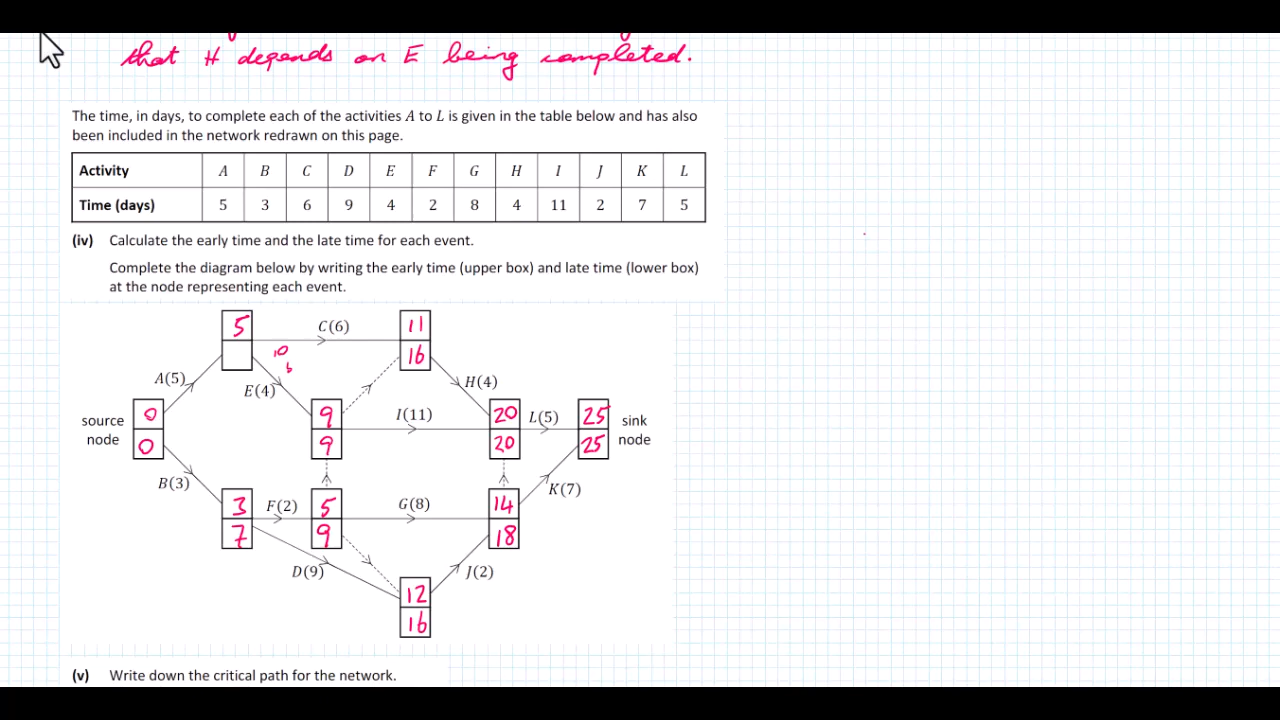 that H depends on E being completed.
The time, in days, to complete each of the activities A to L is given in the table below and has also
been included in the network redrawn on this page.
Activity A B C D E F G H I J K L
Time (days) 5 3 6 9 4 2 8 4 11 2 7 5
(iv) Calculate the early time and the late time for each event.
Complete the diagram below by writing the early time (upper box) and late time (lower box)
at the node representing each event.
5 C(6) 11
10 16
5
A(5) E(4) H(4)
source node 0 0
9 9 I(11) 20 20 L(5) 25 25 sink node
B(3) K(7)
3 7 F(2) 5 9 G(8) 14 18
D(9) J(2)
12
16
(v) Write down the critical path for the network.